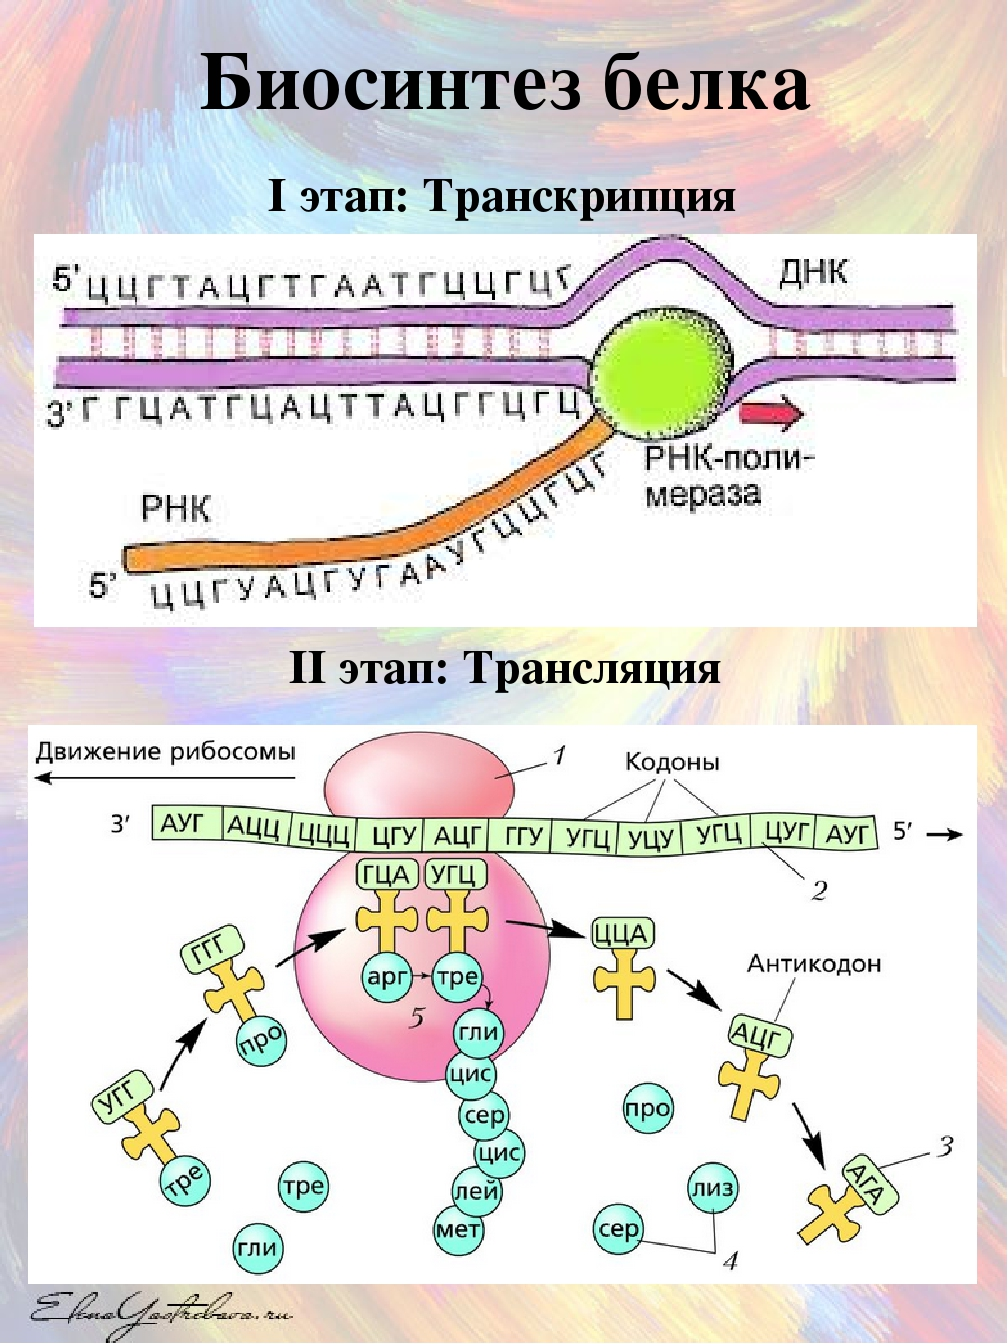 Биосинтез белка
I этап: Транскрипция
5' ЦЦГТАЦГТГААТГЦЦГЦГ
ДНК
3' ГГЦАТГЦАЦТТАЦГГЦГЦ
РНК-поли-
мераза
РНК
5' ЦЦГУАЦГУГААУГЦЦГЦГ
II этап: Трансляция
Движение рибосомы
1
Кодоны
3' АУГ АЦЦ ЦЦЦ ЦГУ АЦГ ГГУ УГЦ УЦУ УГЦ ЦУГ АУГ 5'
2
ГЦА УГЦ
ГГГ
ЦЦА
Антикодон
арг тре
5
гли
АЦГ
про
цис
УГГ
сер
про
цис
3
АГА
тре
тре
лей
лиз
мет
сер
гли
4
ElenaYastrebova.ru